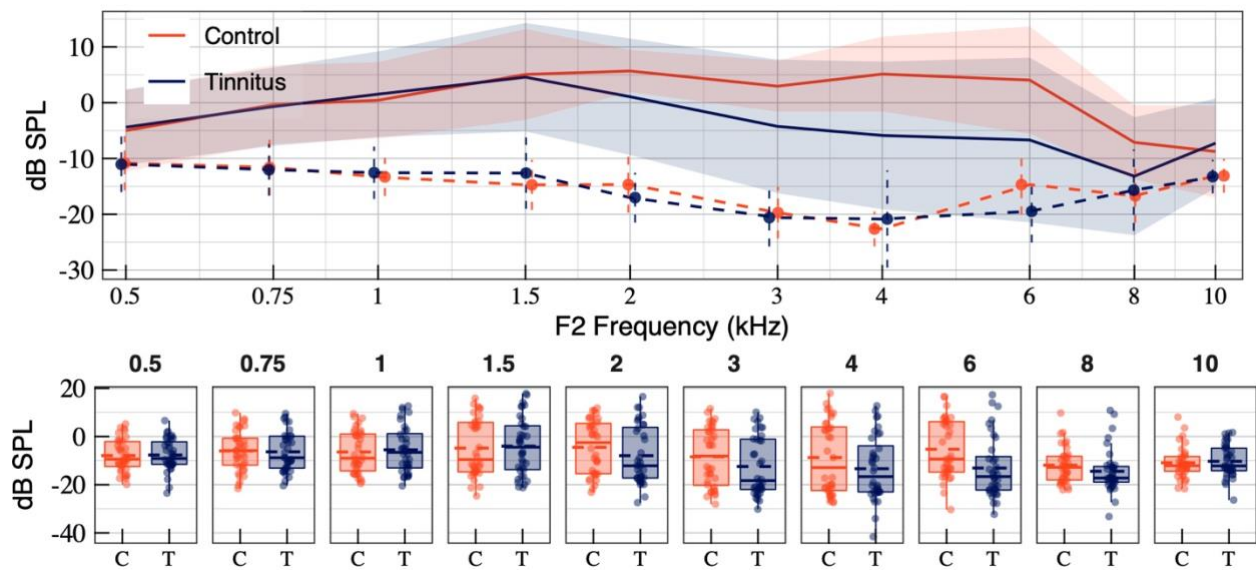 Control
Tinnitus
dB SPL
10
0
-10
-20
-30
0.5 0.75 1 1.5 2 3 4 6 8 10
F2 Frequency (kHz)
0.5 0.75 1 1.5 2 3 4 6 8 10
dB SPL
20
0
-20
-40
C T C T C T C T C T C T C T C T C T C T